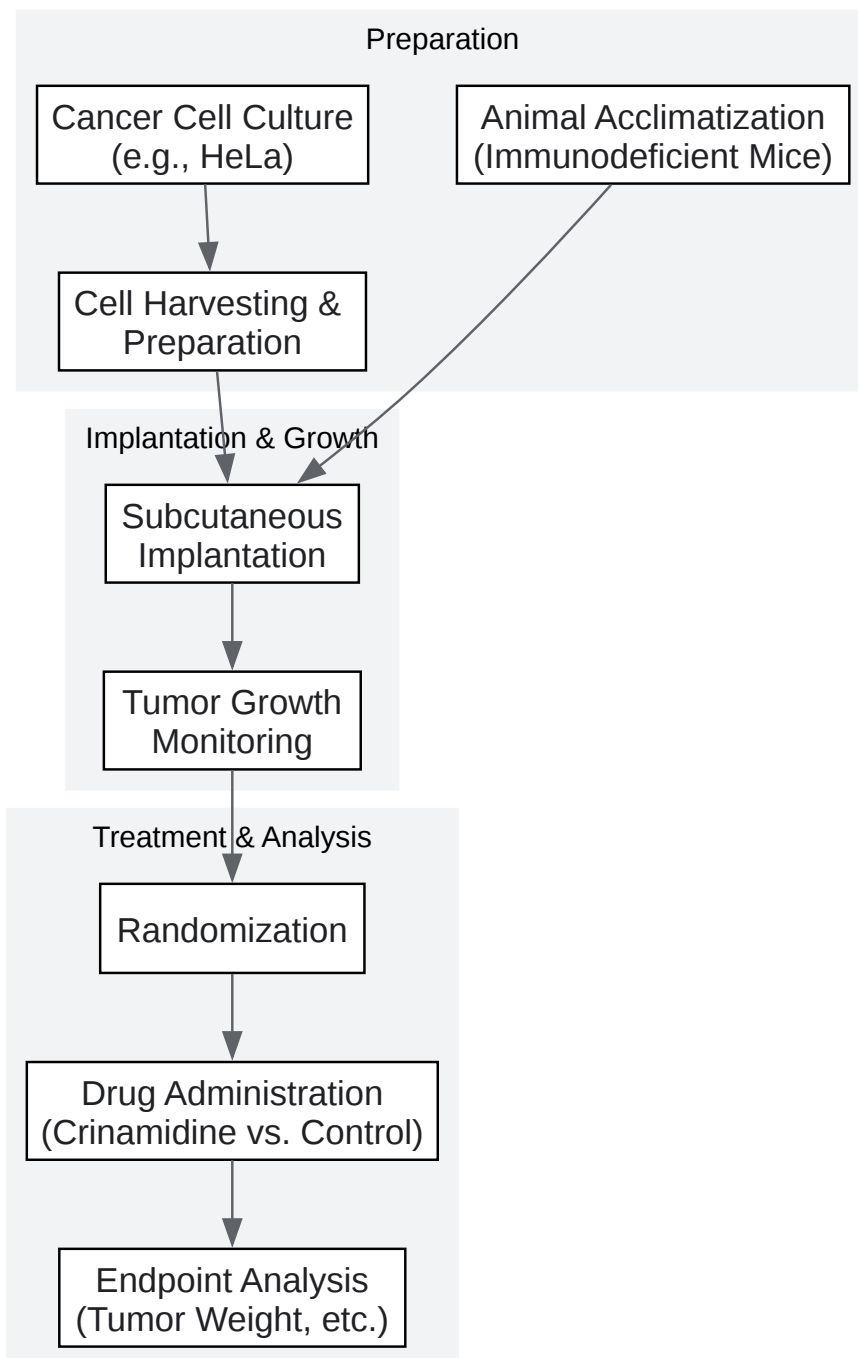 Preparation
Cancer Cell Culture
(e.g., HeLa)
Animal Acclimatization
(Immunodeficient Mice)
Cell Harvesting &
Preparation
Implantation & Growth
Subcutaneous
Implantation
Tumor Growth
Monitoring
Treatment & Analysis
Randomization
Drug Administration
(Crinamidine vs. Control)
Endpoint Analysis
(Tumor Weight, etc.)